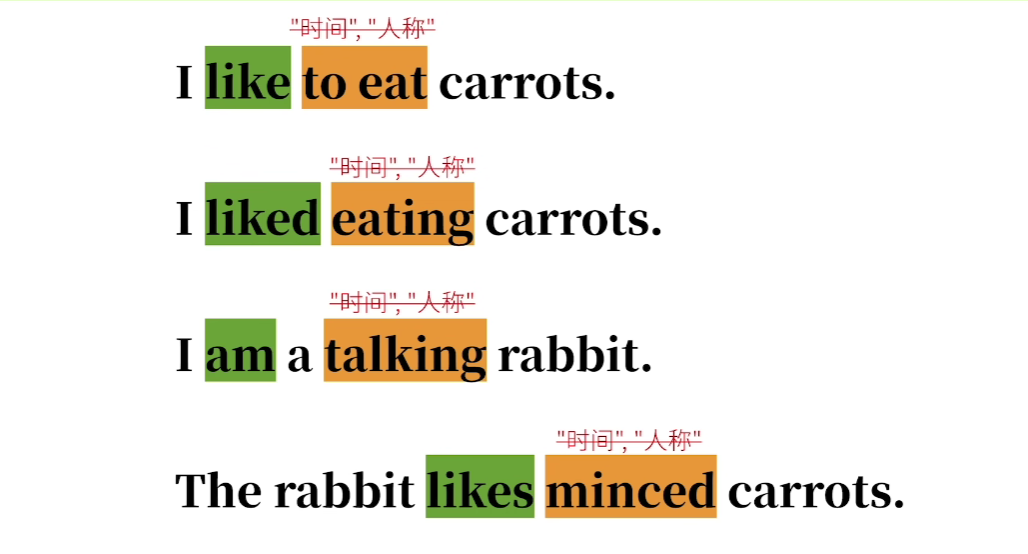 "时间", "人称"
I like to eat carrots.
"时间", "人称"
I liked eating carrots.
"时间", "人称"
I am a talking rabbit.
"时间", "人称"
The rabbit likes minced carrots.